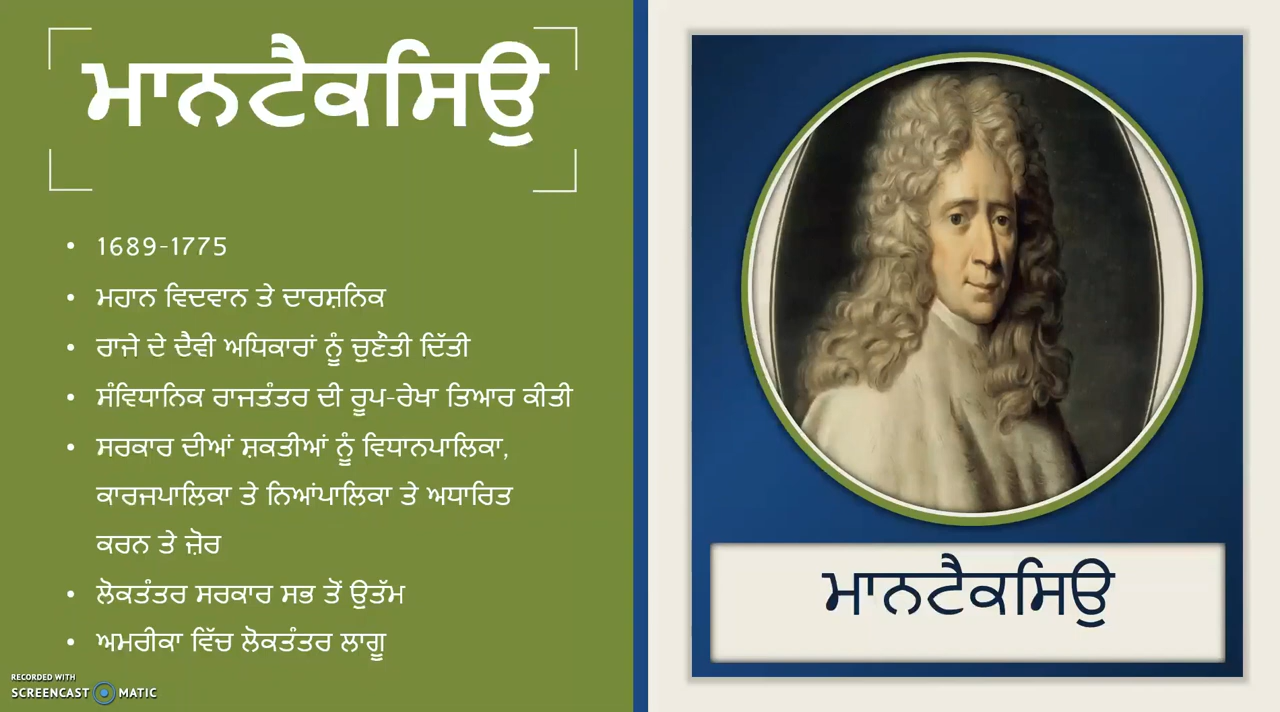 ਮਾਨਟੈਕਸਿਉ
1689-1775
ਮਹਾਨ ਵਿਦਵਾਨ ਤੇ ਦਾਰਸ਼ਨਿਕ
ਰਾਜੇ ਦੇ ਦੈਵੀ ਅਧਿਕਾਰਾਂ ਨੂੰ ਚੁਣੌਤੀ ਦਿੱਤੀ
ਸੰਵਿਧਾਨਿਕ ਰਾਜਤੰਤਰ ਦੀ ਰੂਪ-ਰੇਖਾ ਤਿਆਰ ਕੀਤੀ
ਸਰਕਾਰ ਦੀਆਂ ਸ਼ਕਤੀਆਂ ਨੂੰ ਵਿਧਾਨਪਾਲਿਕਾ,
ਕਾਰਜਪਾਲਿਕਾ ਤੇ ਨਿਆਂਪਾਲਿਕਾ ਤੇ ਅਧਾਰਿਤ
ਕਰਨ ਤੇ ਜ਼ੋਰ
ਲੋਕਤੰਤਰ ਸਰਕਾਰ ਸਭ ਤੋਂ ਉਤੱਮ
ਅਮਰੀਕਾ ਵਿੱਚ ਲੋਕਤੰਤਰ ਲਾਗੂ
RECORDED WITH
SCREENCAST MATIC
ਮਾਨਟੈਕਸਿਉ